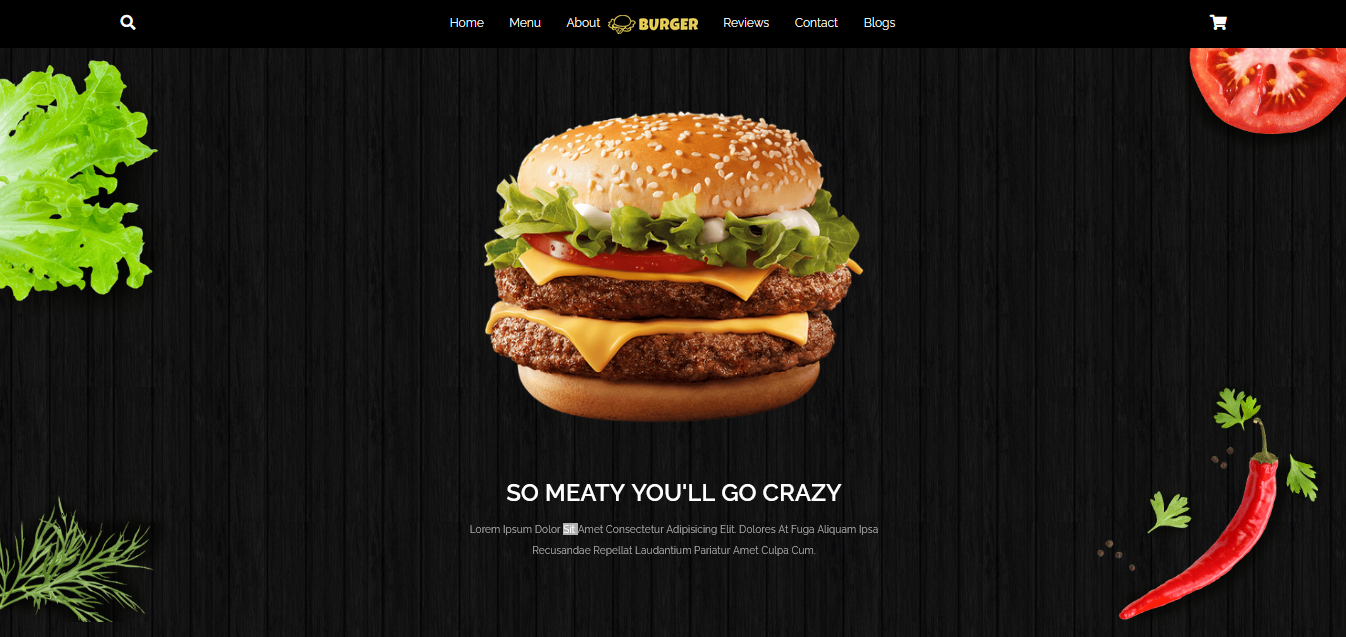 Home Menu About BURGER Reviews Contact Blogs
SO MEATY YOU'LL GO CRAZY
Lorem Ipsum Dolor Sit Amet Consectetur Adipisicing Elit. Dolores At Fuga Aliquam Ipsa
Recusandae Repellat Laudantium Pariatur Amet Culpa Cum.